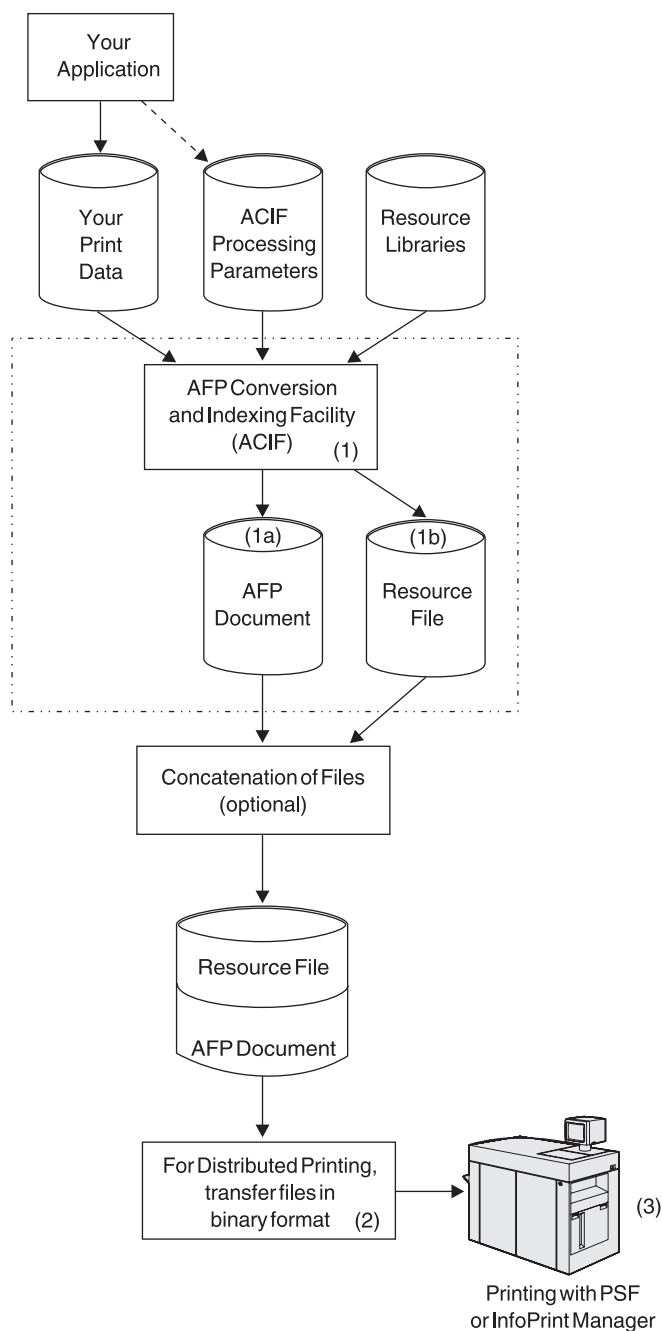 Your
Application
Your
Print
Data
ACIF
Processing
Parameters
Resource
Libraries
AFP Conversion
and Indexing Facility
(ACIF)
(1)
(1a)
AFP
Document
(1b)
Resource
File
Concatenation of Files
(optional)
Resource File
AFP Document
For Distributed Printing,
transfer files in
binary format
(2)
(3)
Printing with PSF
or InfoPrint Manager